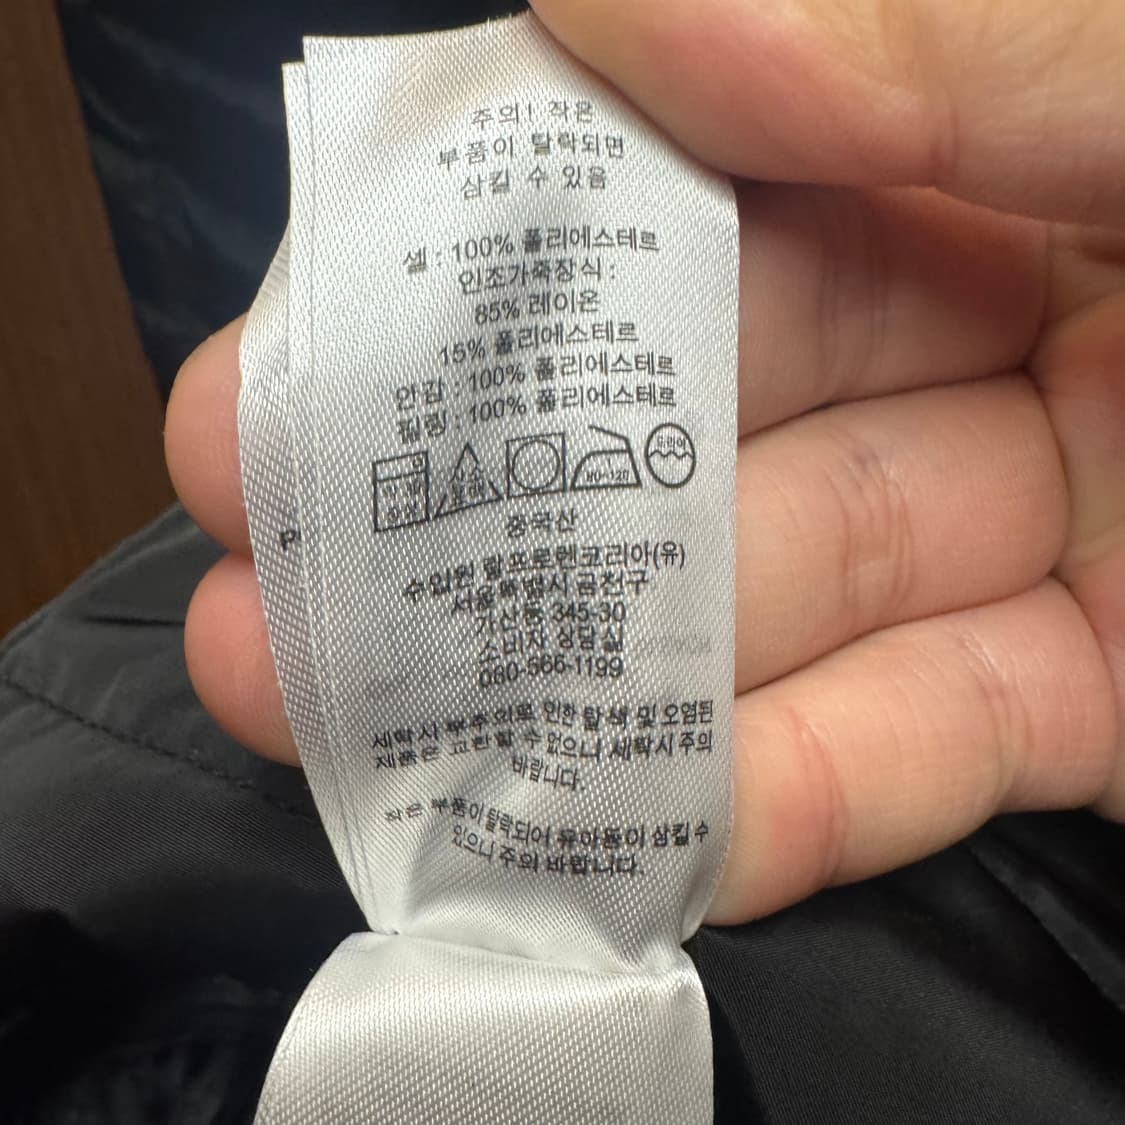 주의! 작은
부품이 탈락되면
삼킬 수 있음
셸 : 100% 폴리에스테르
인조가죽장식 :
85% 레이온
15% 폴리에스테르
안감 : 100% 폴리에스테르
필링 : 100% 폴리에스테르
80~120
드라이
중국산
수입원 랄프로렌코리아(유)
서울특별시 금천구
가산동 345-30
소비자 상담실
080-566-1199
세탁시 부주의로 인한 탈색 및 오염된
제품은 교환할 수 없으니 세탁시 주의
바랍니다.
작은 부품이 탈락되어 유아동이 삼킬 수
있으니 주의 바랍니다.